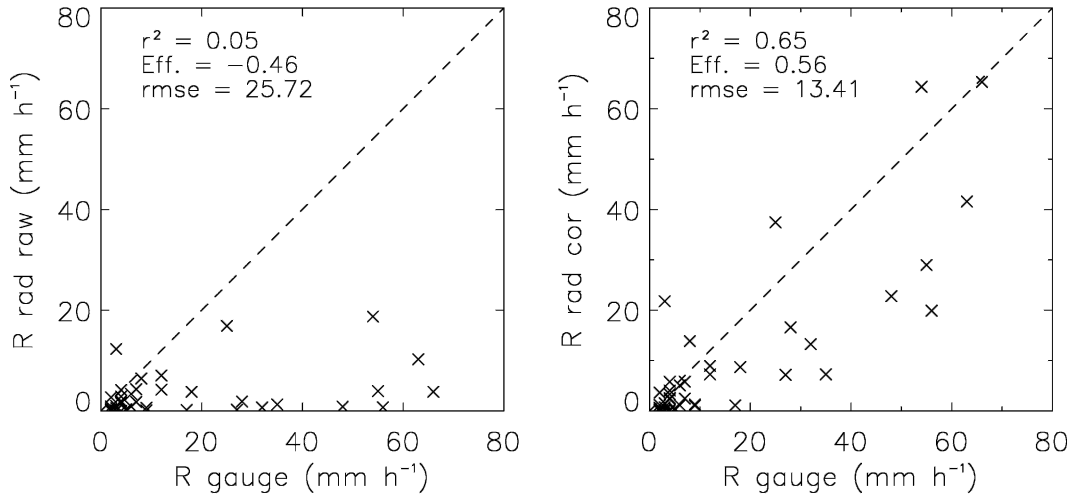 80
60
40
20
0
R rad raw (mm h⁻¹)
r² = 0.05
Eff. = −0.46
rmse = 25.72
0 20 40 60 80
R gauge (mm h⁻¹)
80
60
40
20
0
R rad cor (mm h⁻¹)
r² = 0.65
Eff. = 0.56
rmse = 13.41
0 20 40 60 80
R gauge (mm h⁻¹)